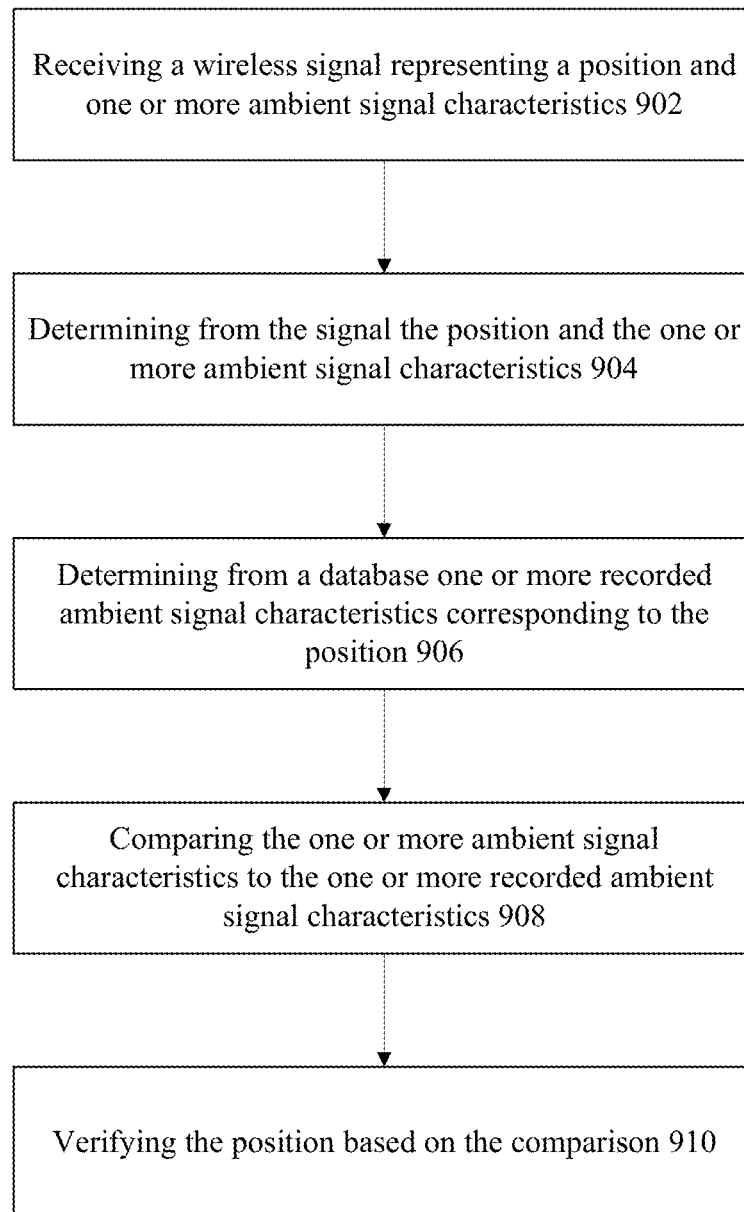 Receiving a wireless signal representing a position and
one or more ambient signal characteristics 902
Determining from the signal the position and the one or
more ambient signal characteristics 904
Determining from a database one or more recorded
ambient signal characteristics corresponding to the
position 906
Comparing the one or more ambient signal
characteristics to the one or more recorded ambient
signal characteristics 908
Verifying the position based on the comparison 910